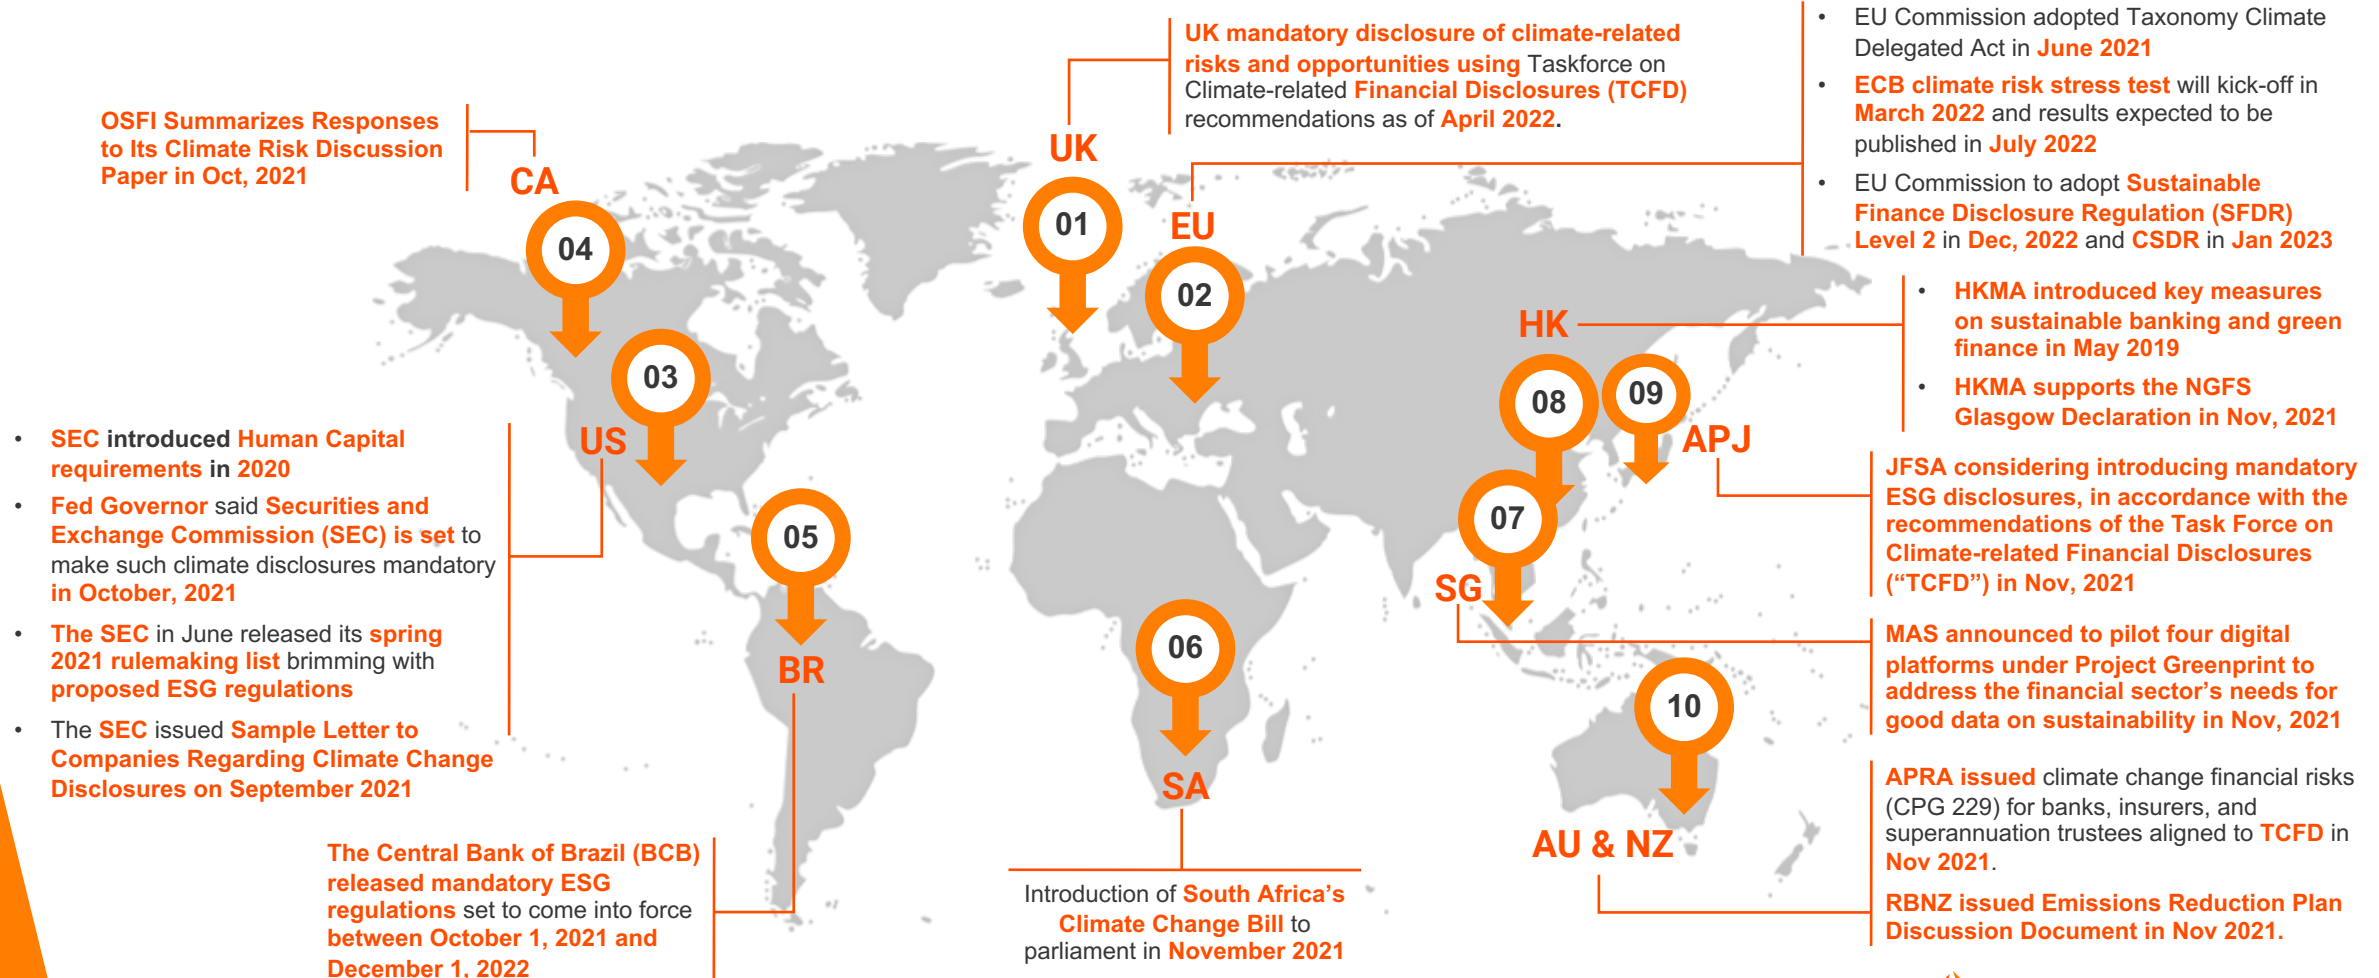 UK mandatory disclosure of climate-related
risks and opportunities using Taskforce on
Climate-related Financial Disclosures (TCFD)
recommendations as of April 2022.
• EU Commission adopted Taxonomy Climate
Delegated Act in June 2021
• ECB climate risk stress test will kick-off in
March 2022 and results expected to be
published in July 2022
• EU Commission to adopt Sustainable
Finance Disclosure Regulation (SFDR)
Level 2 in Dec, 2022 and CSDR in Jan 2023
OSFI Summarizes Responses
to Its Climate Risk Discussion
Paper in Oct, 2021
CA
04
UK
01
EU
02
03
US
HK
08
09
APJ
07
SG
05
BR
06
SA
10
AU & NZ
• HKMA introduced key measures
on sustainable banking and green
finance in May 2019
• HKMA supports the NGFS
Glasgow Declaration in Nov, 2021
• SEC introduced Human Capital
requirements in 2020
• Fed Governor said Securities and
Exchange Commission (SEC) is set to
make such climate disclosures mandatory
in October, 2021
• The SEC in June released its spring
2021 rulemaking list brimming with
proposed ESG regulations
• The SEC issued Sample Letter to
Companies Regarding Climate Change
Disclosures on September 2021
JFSA considering introducing mandatory
ESG disclosures, in accordance with the
recommendations of the Task Force on
Climate-related Financial Disclosures
(“TCFD”) in Nov, 2021
MAS announced to pilot four digital
platforms under Project Greenprint to
address the financial sector’s needs for
good data on sustainability in Nov, 2021
APRA issued climate change financial risks
(CPG 229) for banks, insurers, and
superannuation trustees aligned to TCFD in
Nov 2021.
RBNZ issued Emissions Reduction Plan
Discussion Document in Nov 2021.
The Central Bank of Brazil (BCB)
released mandatory ESG
regulations set to come into force
between October 1, 2021 and
December 1, 2022
Introduction of South Africa’s
Climate Change Bill to
parliament in November 2021